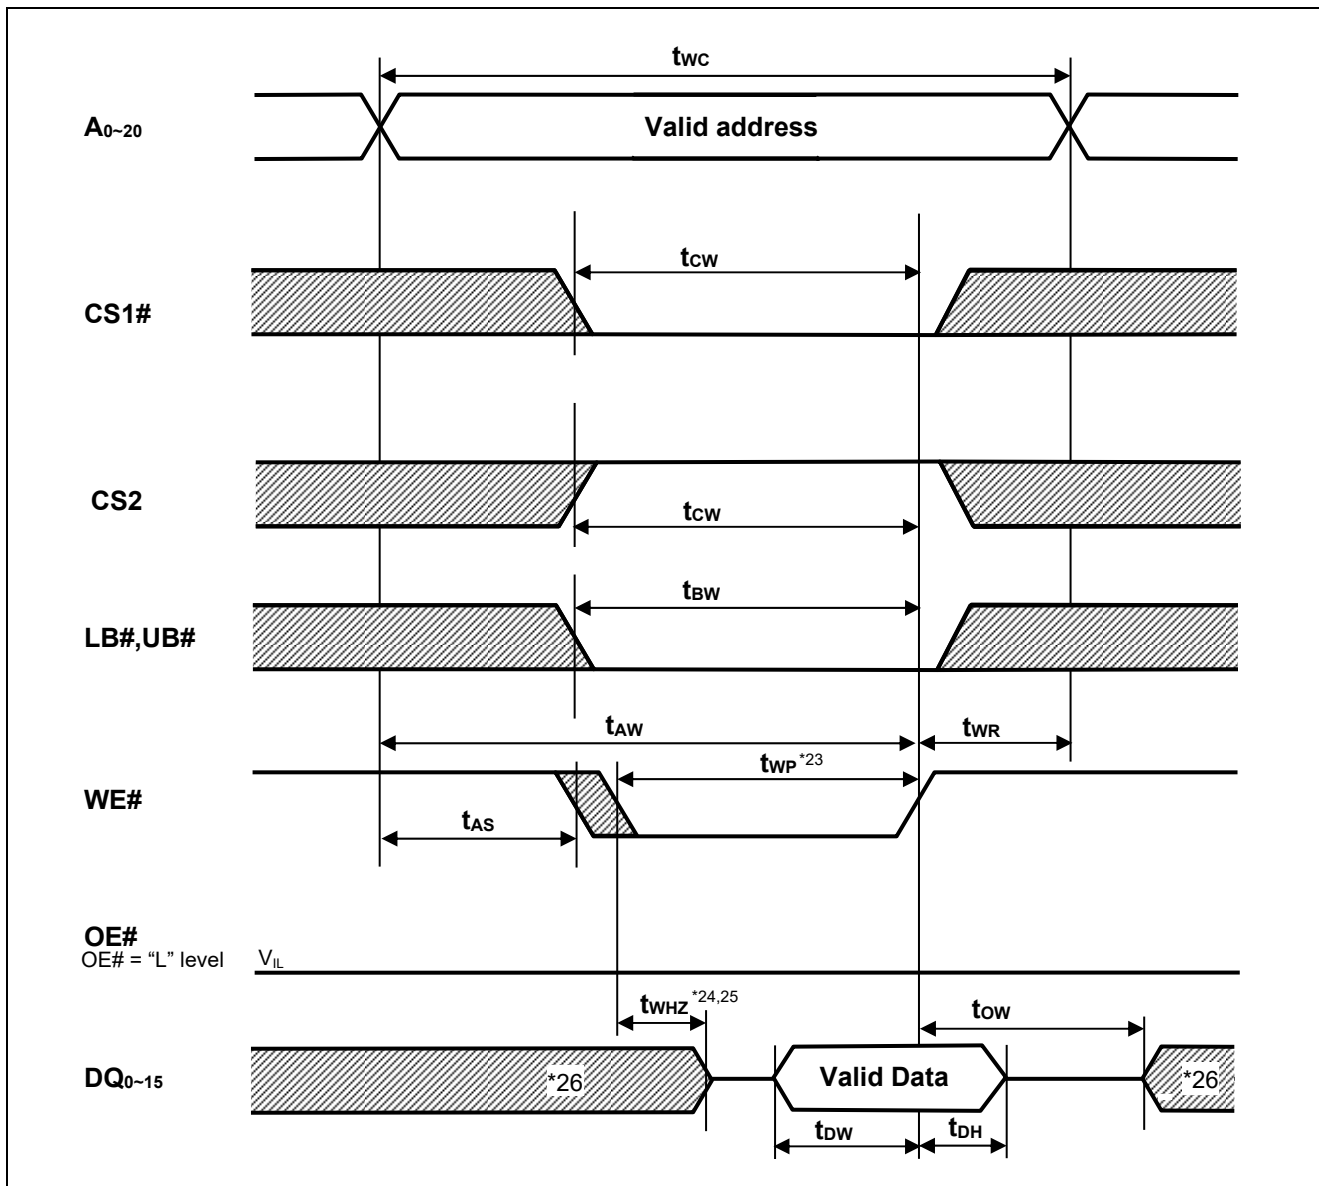 tWC
A0~20
Valid address
tCW
CS1#
CS2
tCW
tBW
LB#,UB#
tAW
tWR
tWP *23
WE#
tAS
OE#
OE# = “L” level
VIL
tWHZ *24,25
tOW
DQ0~15
*26
Valid Data
*26
tDW
tDH